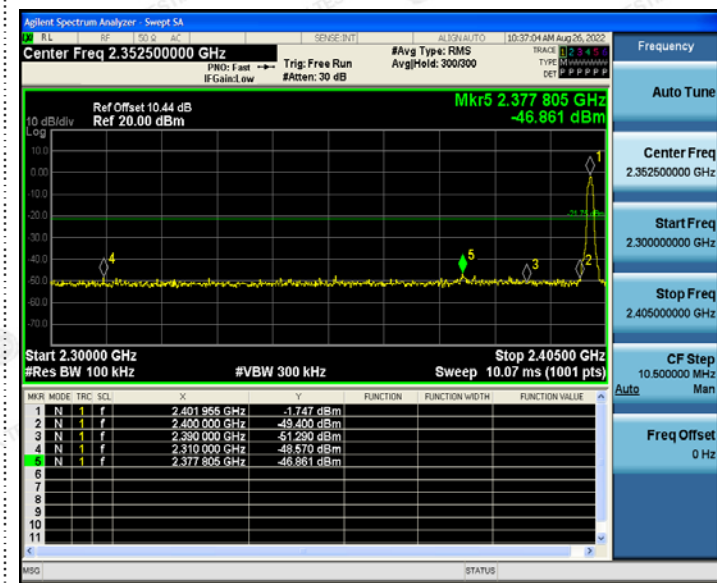 Agilent Spectrum Analyzer - Swept SA
RL RF 50 Ω AC SENSE:INT ALIGN AUTO 10:37:04 AM Aug 26, 2022
Center Freq 2.352500000 GHz
PNO: Fast
IFGain:Low
Trig: Free Run
#Atten: 30 dB
#Avg Type: RMS
Avg|Hold: 300/300
TRACE 1 2 3 4 5 6
TYPE M
DET P P P P P P
Ref Offset 10.44 dB
Ref 20.00 dBm
10 dB/div
Log
Mkr5 2.377 805 GHz
-46.861 dBm
10.0
0.00
-10.0
-20.0
-30.0
-40.0
-50.0
-60.0
-70.0
1
-21.75 dBm
4
5
3
2
Start 2.30000 GHz
Stop 2.40500 GHz
#Res BW 100 kHz
#VBW 300 kHz
Sweep 10.07 ms (1001 pts)
MKR MODE TRC SCL X Y FUNCTION FUNCTION WIDTH FUNCTION VALUE
1 N 1 f 2.401 955 GHz -1.747 dBm
2 N 1 f 2.400 000 GHz -49.400 dBm
3 N 1 f 2.390 000 GHz -51.290 dBm
4 N 1 f 2.310 000 GHz -48.570 dBm
5 N 1 f 2.377 805 GHz -46.861 dBm
6
7
8
9
10
11
MSG
STATUS
Frequency
Auto Tune
Center Freq
2.352500000 GHz
Start Freq
2.300000000 GHz
Stop Freq
2.405000000 GHz
CF Step
10.500000 MHz
Auto Man
Freq Offset
0 Hz